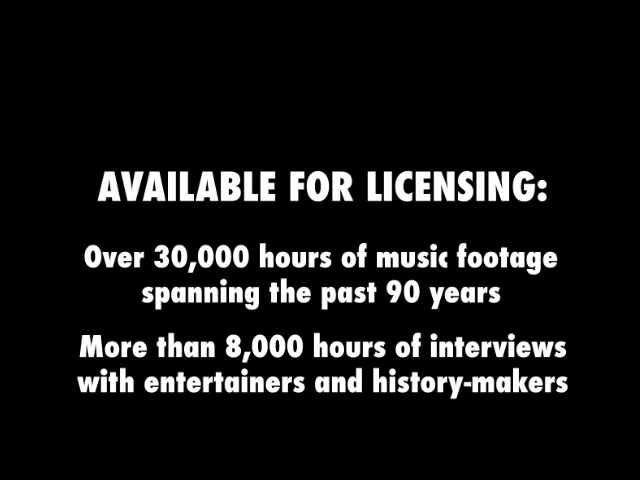 AVAILABLE FOR LICENSING:
Over 30,000 hours of music footage
spanning the past 90 years
More than 8,000 hours of interviews
with entertainers and history-makers